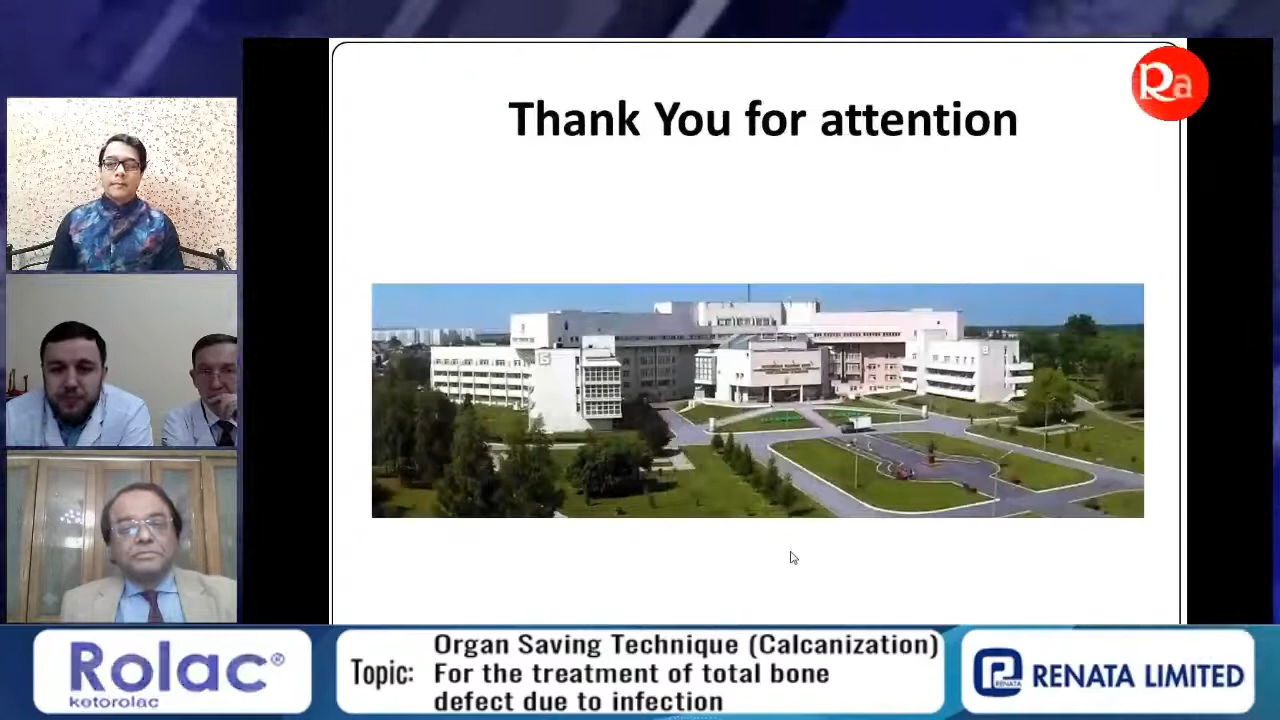 Thank You for attention
Ra
Б
Rolac®
ketorolac
Topic:
Organ Saving Technique (Calcanization)
For the treatment of total bone
defect due to infection
RENATA
RENATA LIMITED